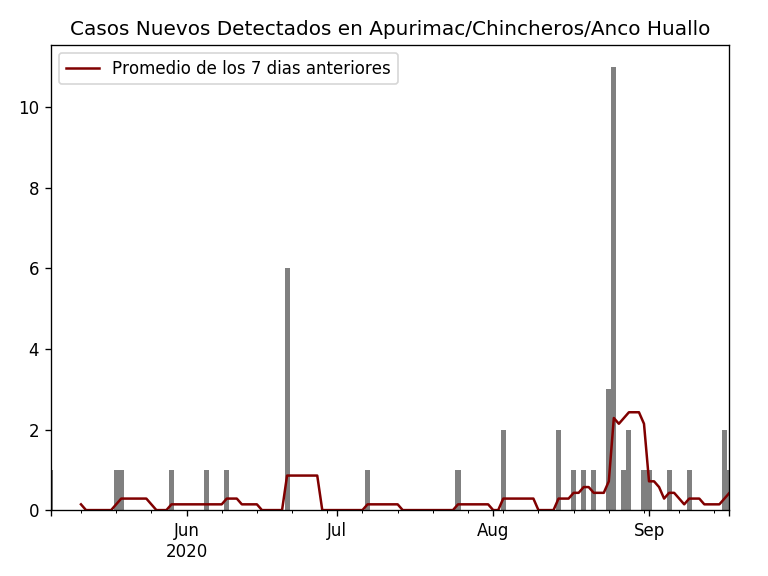 Casos Nuevos Detectados en Apurimac/Chincheros/Anco Huallo
Promedio de los 7 dias anteriores
10
8
6
4
2
0
Jun
2020
Jul
Aug
Sep